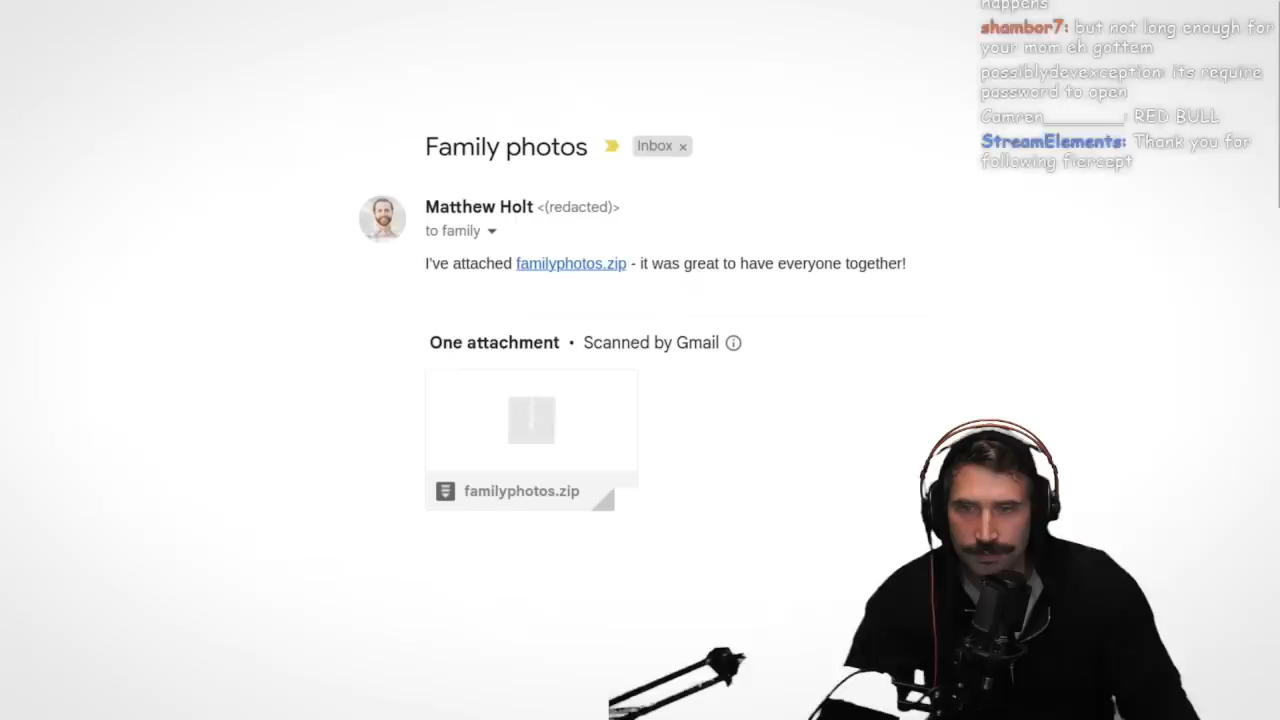 happens
shambor7: but not long enough for
your mom eh gottem
possiblydevexception: Its require
password to open
Camren________: RED BULL
StreamElements: Thank you for
following fiercept
Family photos
Inbox ×
Matthew Holt <(redacted)>
to family
I've attached familyphotos.zip - it was great to have everyone together!
One attachment • Scanned by Gmail
familyphotos.zip